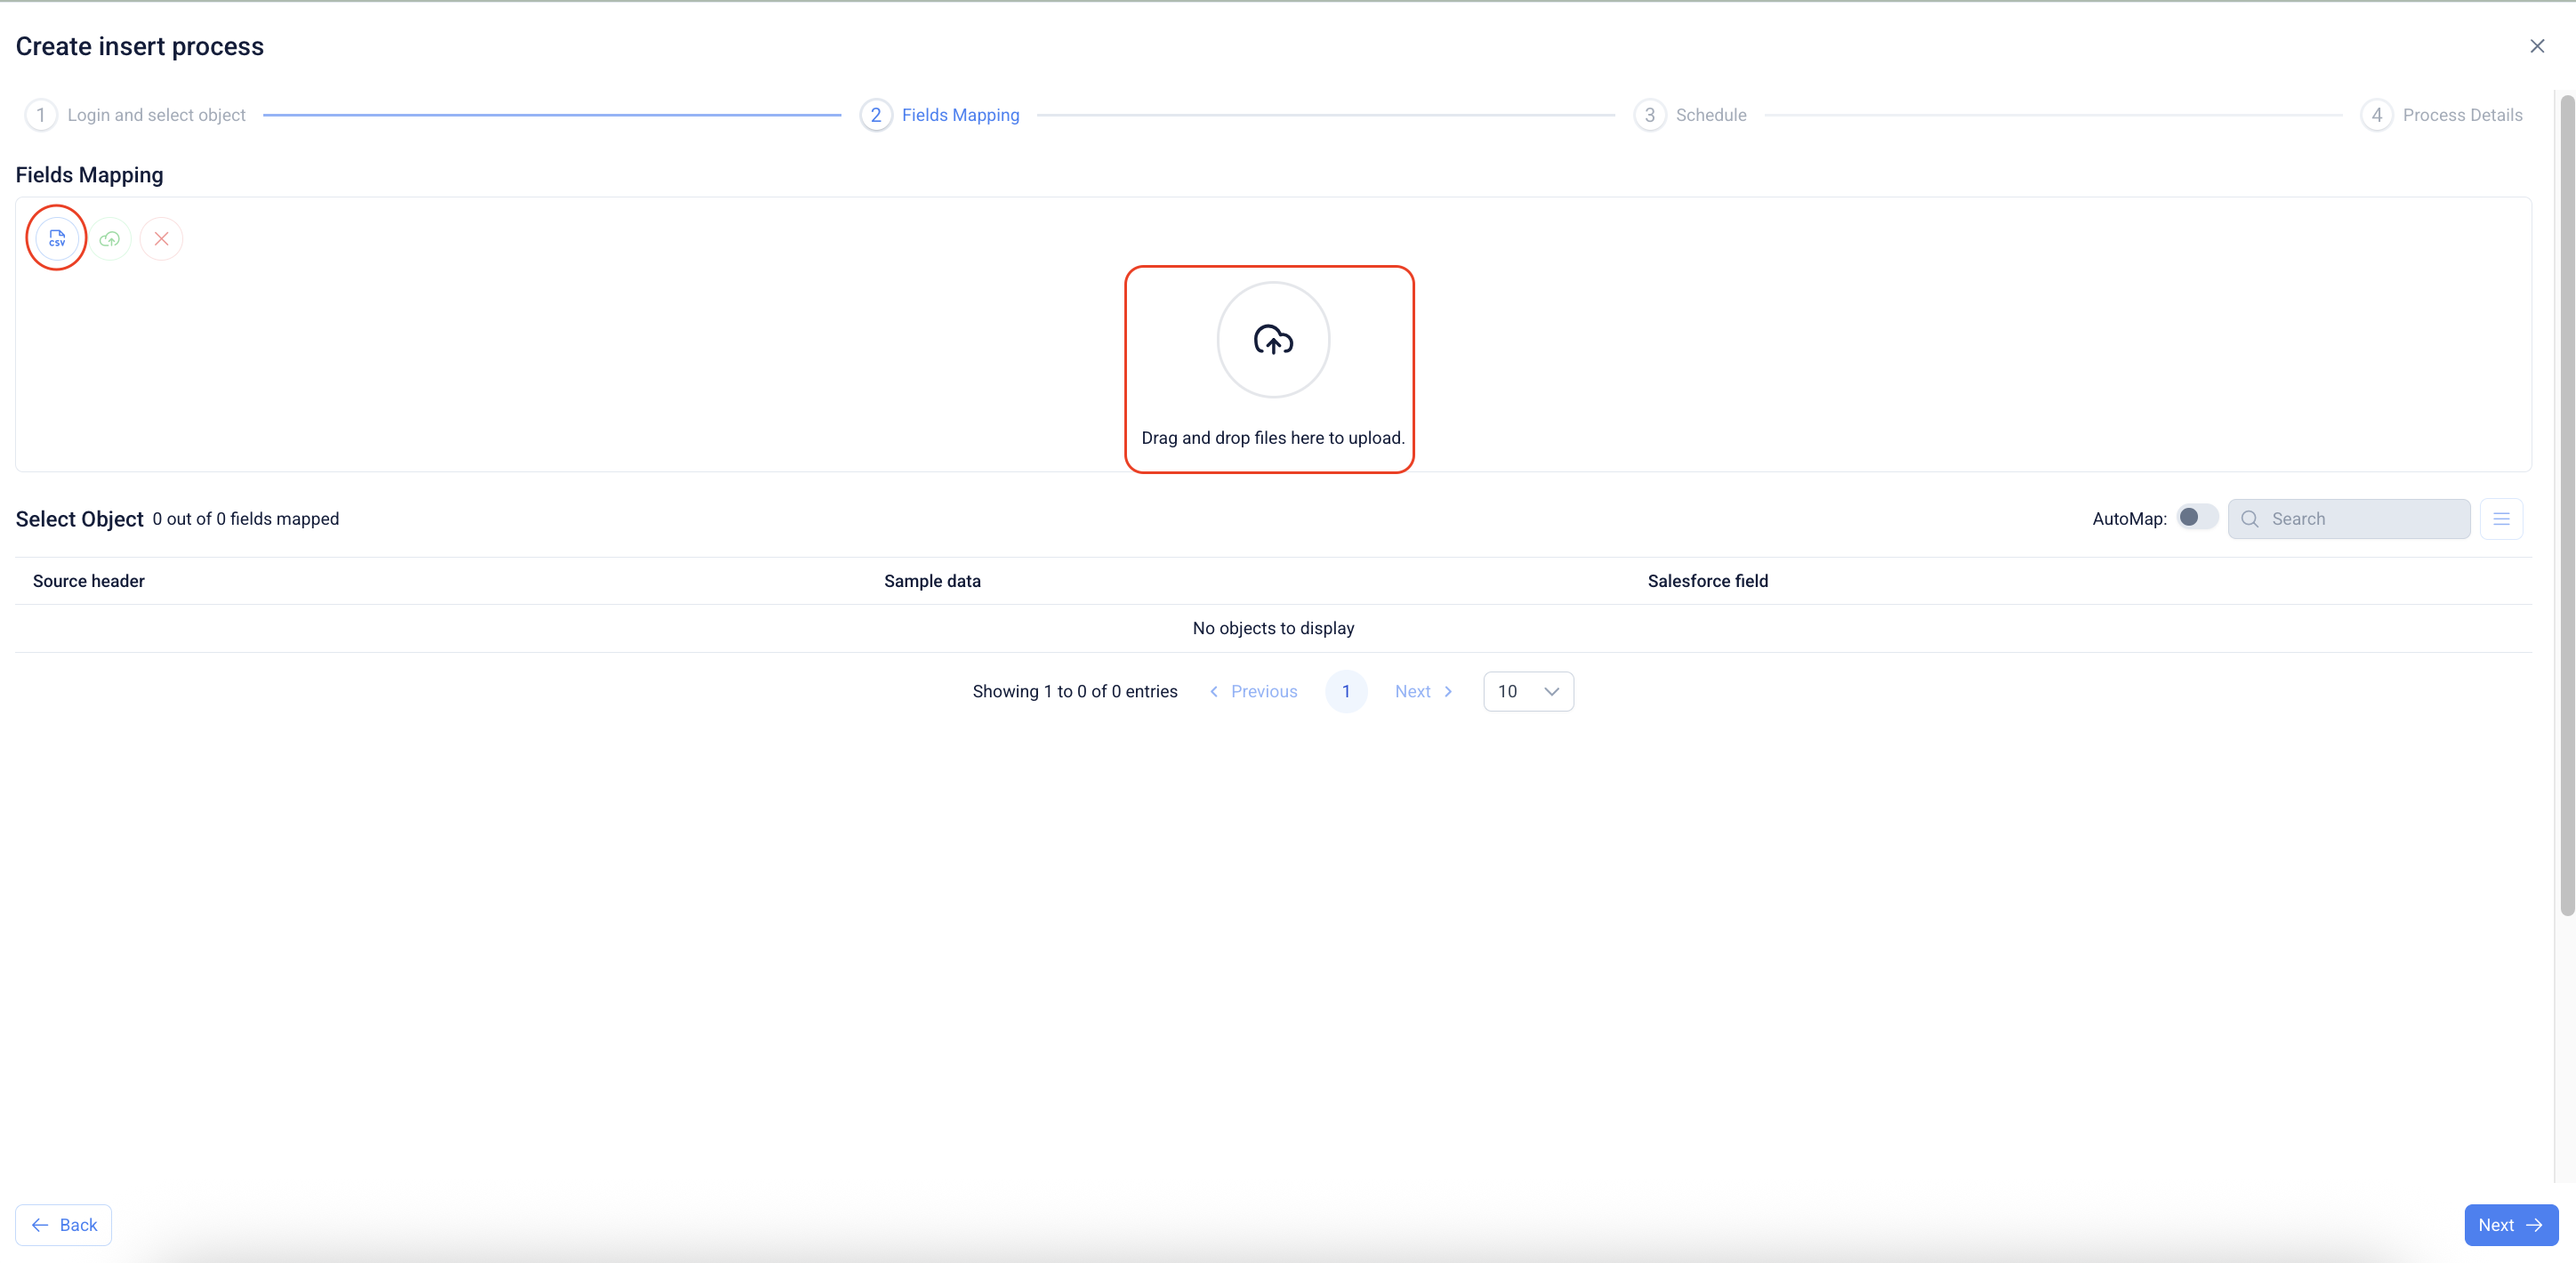 Create insert process
1 Login and select object 2 Fields Mapping 3 Schedule 4 Process Details
Fields Mapping
CSV
Drag and drop files here to upload.
Select Object 0 out of 0 fields mapped AutoMap: Search
Source header Sample data Salesforce field
No objects to display
Showing 1 to 0 of 0 entries Previous 1 Next 10
Back Next